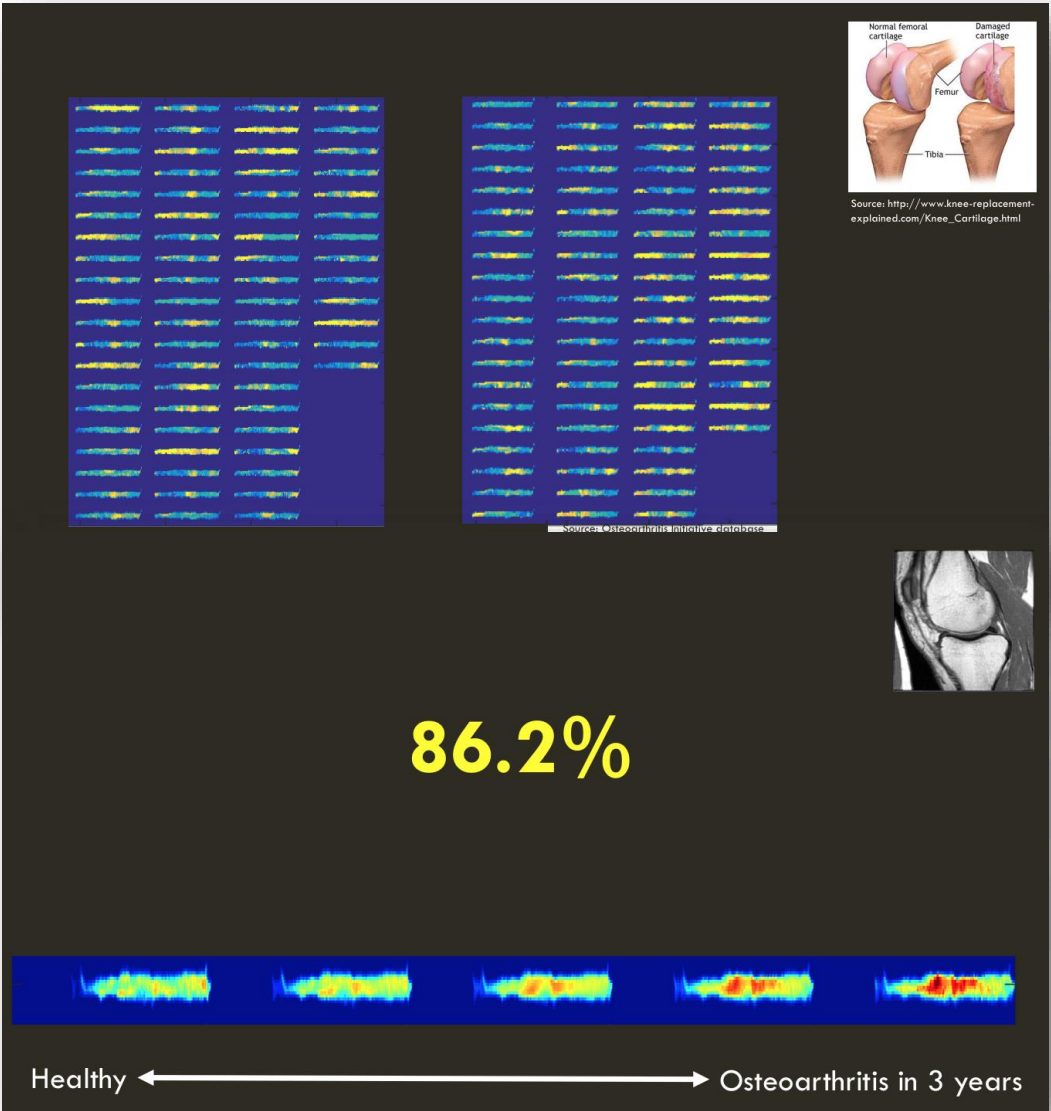 Normal femoral
cartilage
Damaged
cartilage
Femur
Tibia
Source: http://www.knee-replacement-
explained.com/Knee_Cartilage.html
Source: Osteoarthritis Initiative database
86.2%
Healthy
Osteoarthritis in 3 years